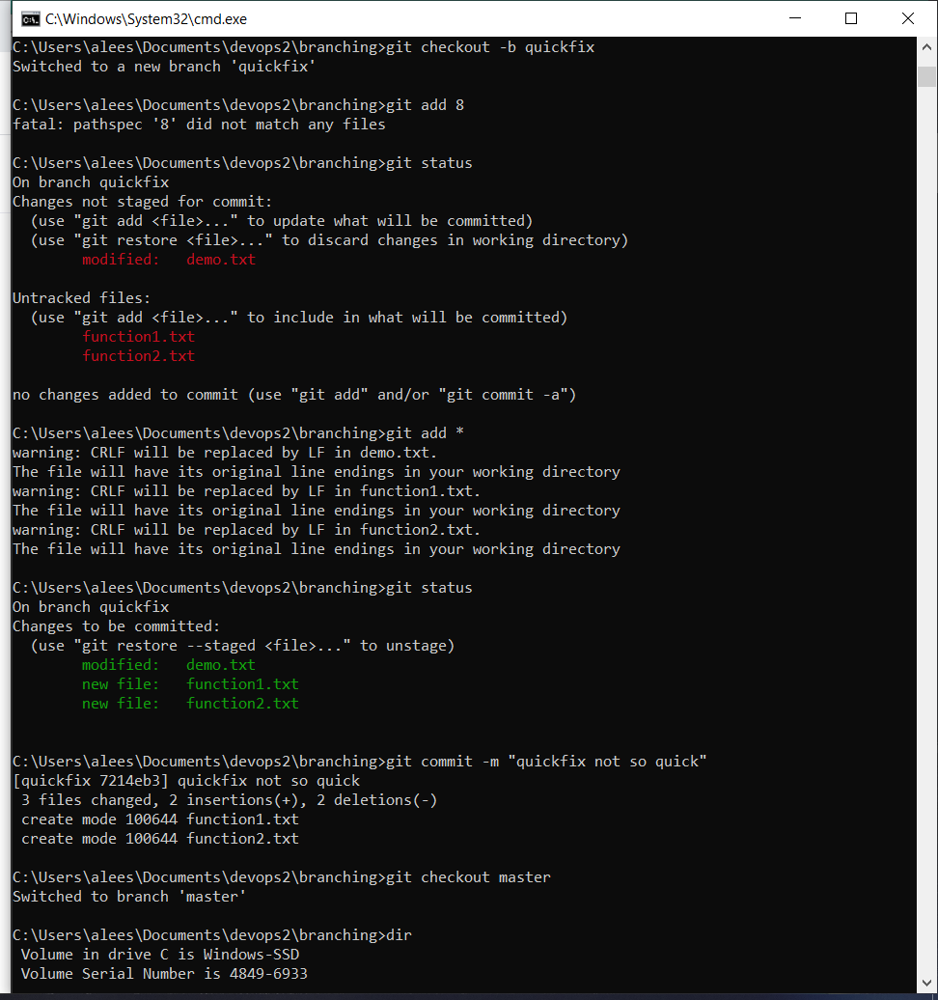 C:\Windows\System32\cmd.exe
C:\Users\alees\Documents\devops2\branching>git checkout -b quickfix
Switched to a new branch 'quickfix'
C:\Users\alees\Documents\devops2\branching>git add 8
fatal: pathspec '8' did not match any files
C:\Users\alees\Documents\devops2\branching>git status
On branch quickfix
Changes not staged for commit:
  (use "git add <file>..." to update what will be committed)
  (use "git restore <file>..." to discard changes in working directory)
        modified:   demo.txt
Untracked files:
  (use "git add <file>..." to include in what will be committed)
        function1.txt
        function2.txt
no changes added to commit (use "git add" and/or "git commit -a")
C:\Users\alees\Documents\devops2\branching>git add *
warning: CRLF will be replaced by LF in demo.txt.
The file will have its original line endings in your working directory
warning: CRLF will be replaced by LF in function1.txt.
The file will have its original line endings in your working directory
warning: CRLF will be replaced by LF in function2.txt.
The file will have its original line endings in your working directory
C:\Users\alees\Documents\devops2\branching>git status
On branch quickfix
Changes to be committed:
  (use "git restore --staged <file>..." to unstage)
        modified:   demo.txt
        new file:   function1.txt
        new file:   function2.txt
C:\Users\alees\Documents\devops2\branching>git commit -m "quickfix not so quick"
[quickfix 7214eb3] quickfix not so quick
 3 files changed, 2 insertions(+), 2 deletions(-)
 create mode 100644 function1.txt
 create mode 100644 function2.txt
C:\Users\alees\Documents\devops2\branching>git checkout master
Switched to branch 'master'
C:\Users\alees\Documents\devops2\branching>dir
 Volume in drive C is Windows-SSD
 Volume Serial Number is 4849-6933